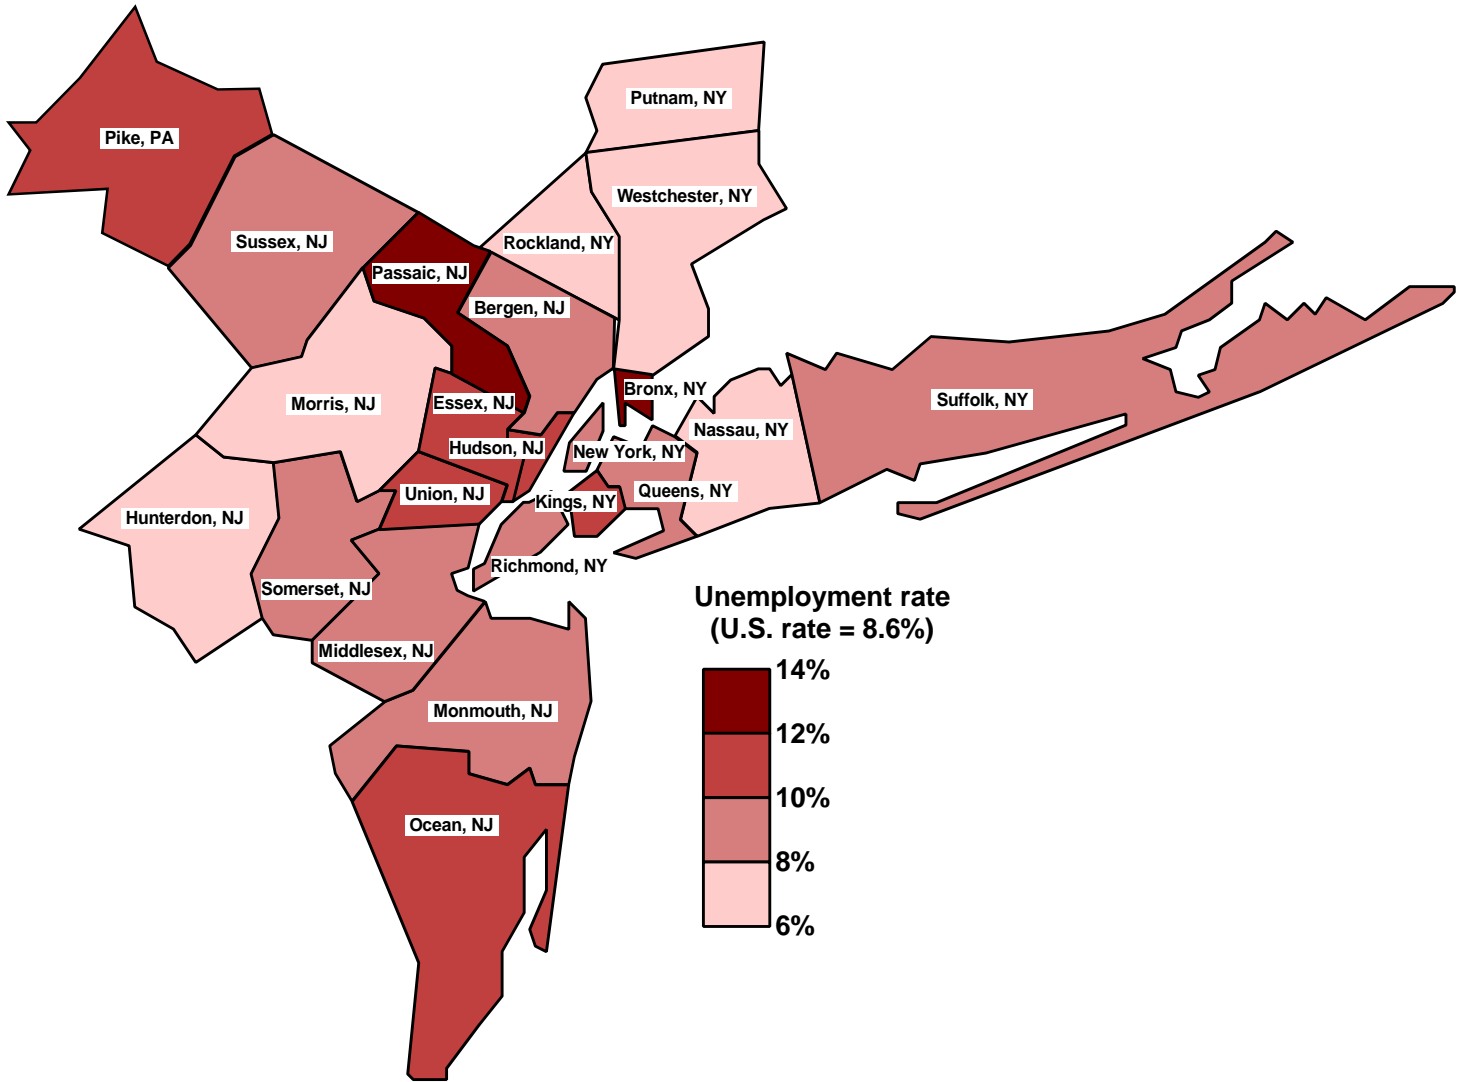 Putnam, NY
Pike, PA
Westchester, NY
Sussex, NJ
Rockland, NY
Passaic, NJ
Bergen, NJ
Bronx, NY
Suffolk, NY
Morris, NJ
Essex, NJ
Nassau, NY
Hudson, NJ
New York, NY
Union, NJ
Queens, NY
Kings, NY
Hunterdon, NJ
Richmond, NY
Somerset, NJ
Middlesex, NJ
Monmouth, NJ
Ocean, NJ
Unemployment rate
(U.S. rate = 8.6%)
14%
12%
10%
8%
6%